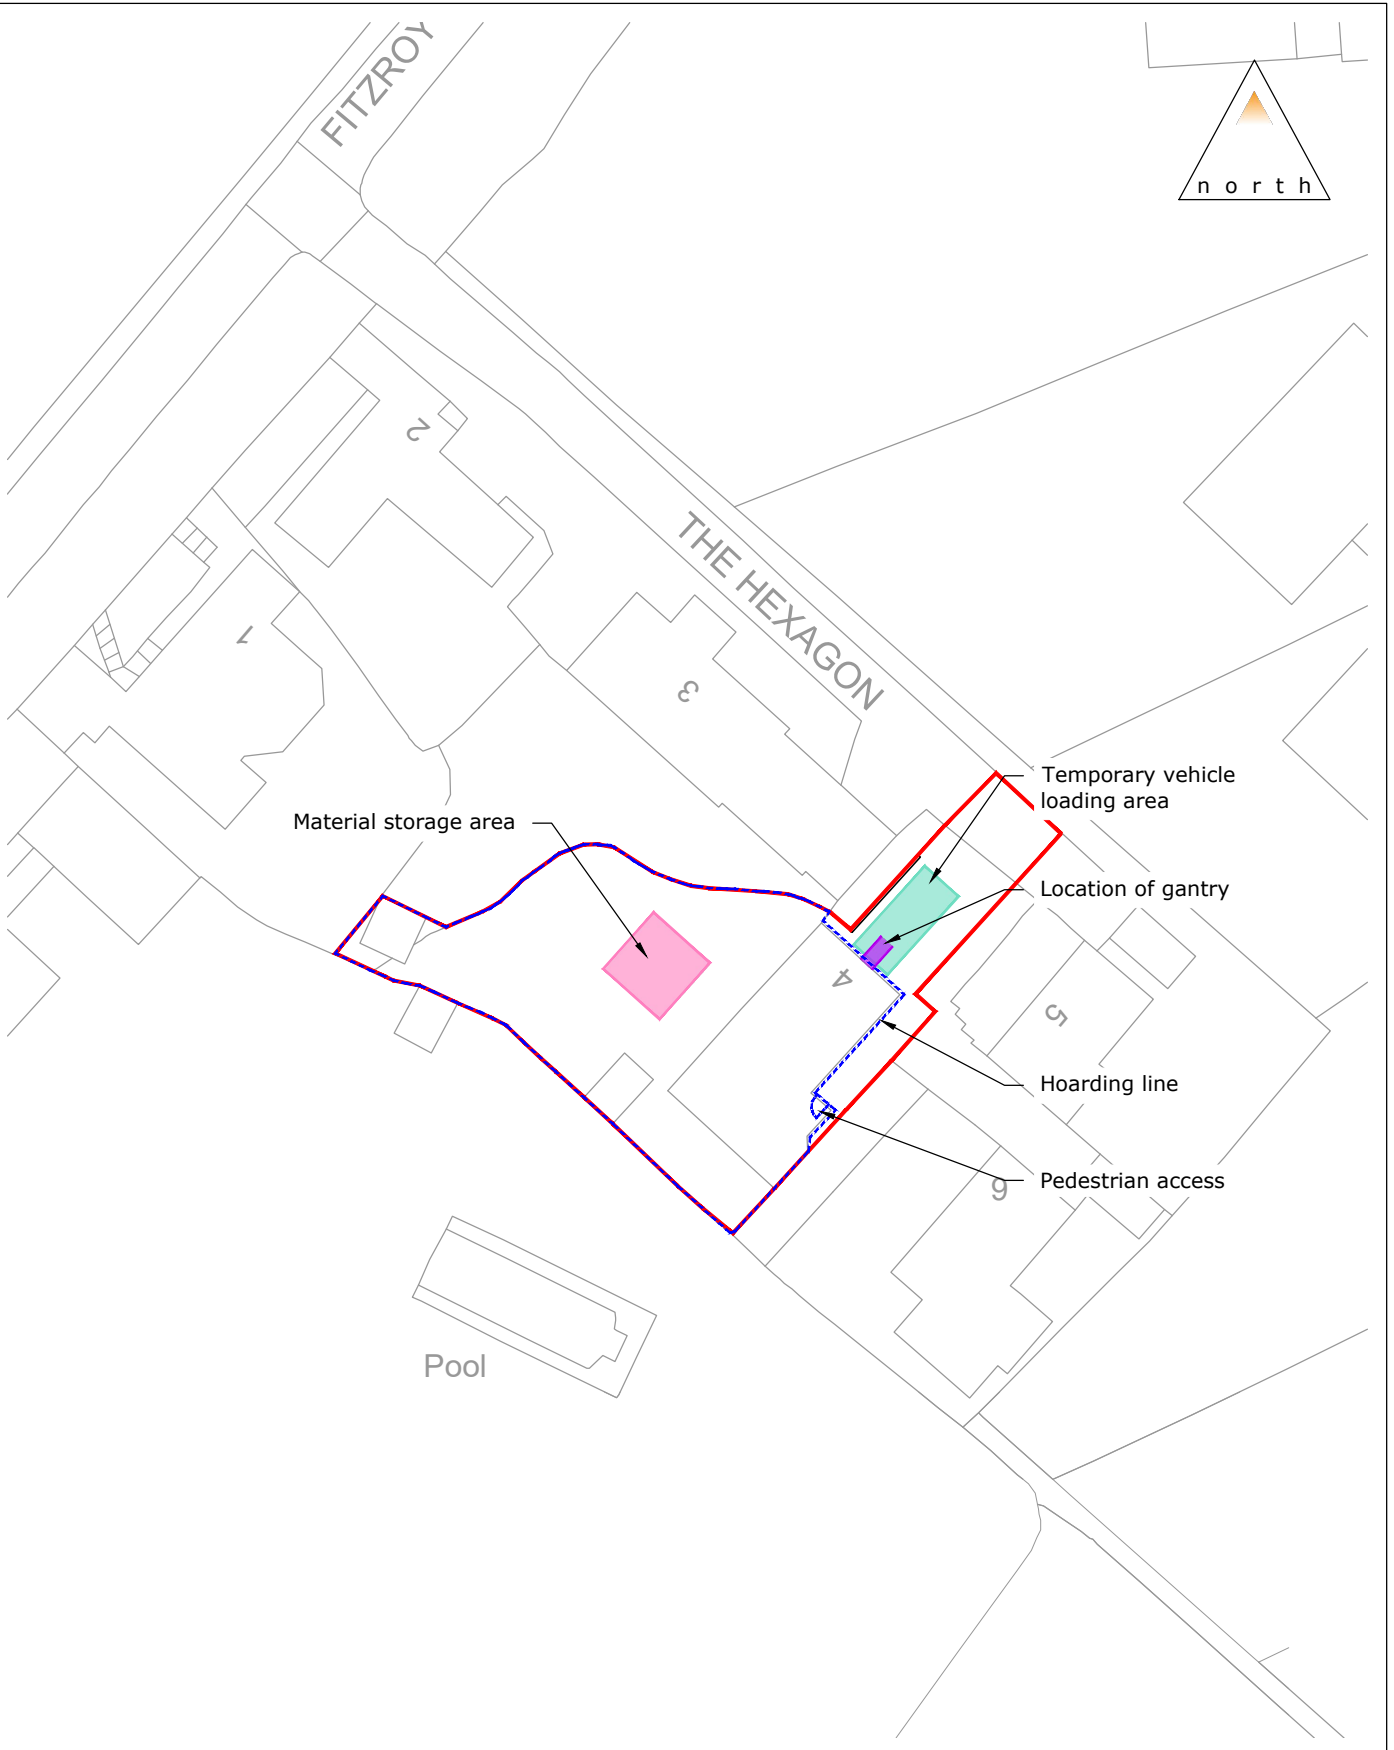 FITZROY
north
2
THE HEXAGON
1
3
Temporary vehicle
loading area
Material storage area
Location of gantry
4
5
Hoarding line
Pedestrian access
6
Pool